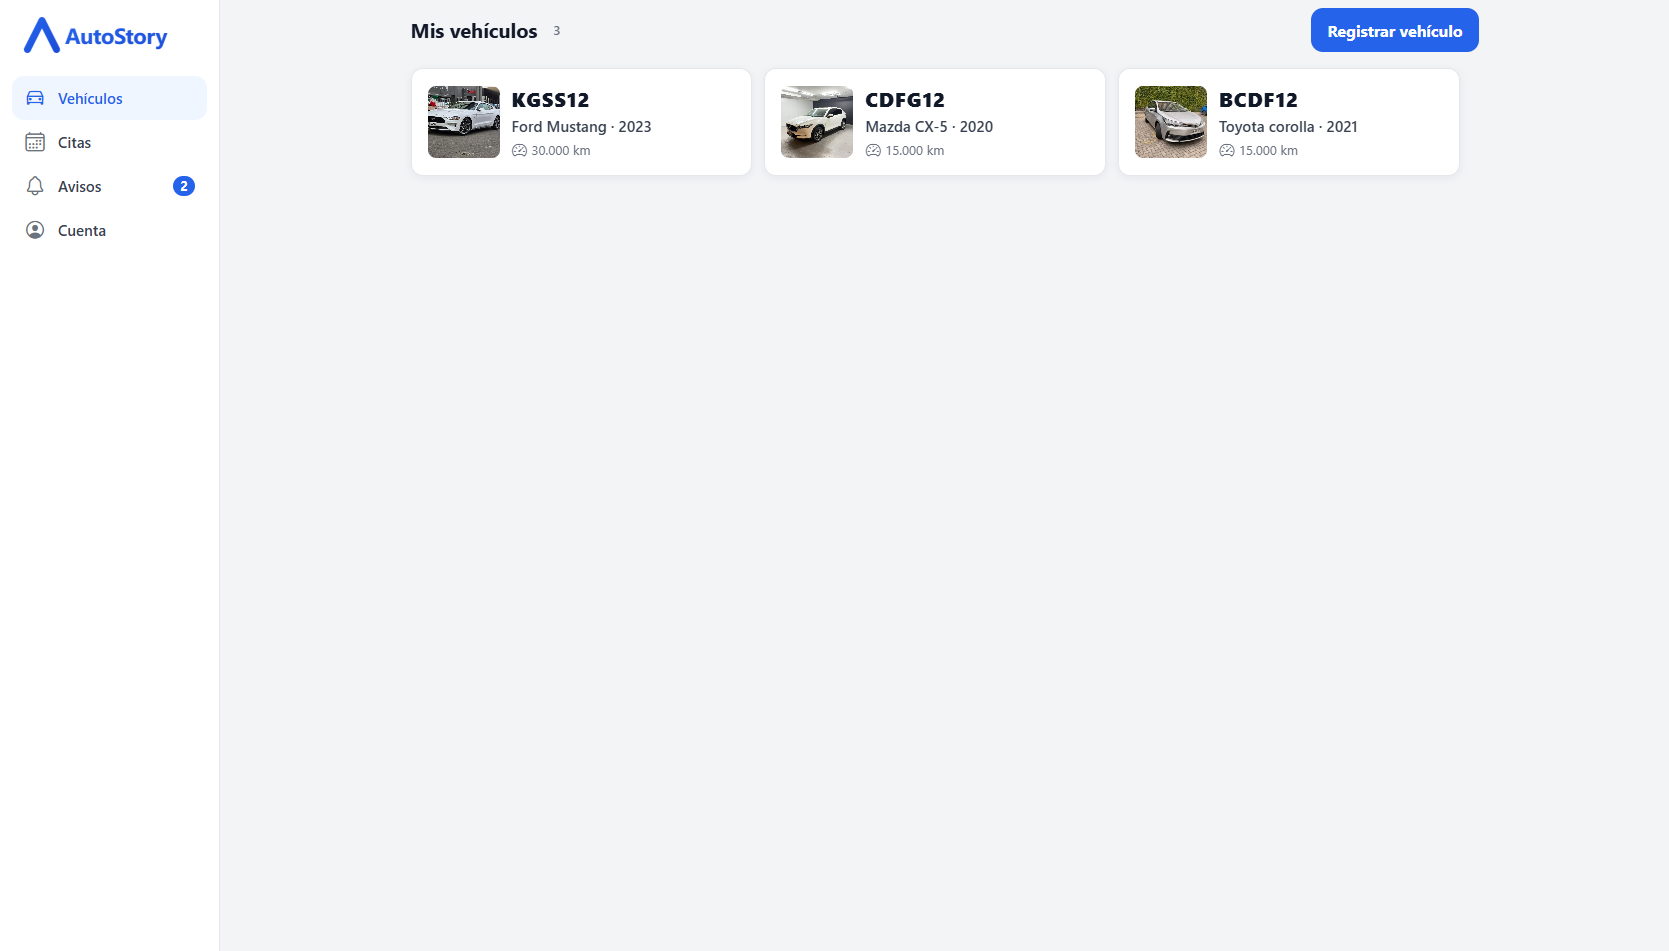 AutoStory
Vehículos
Citas
Avisos 2
Cuenta
Mis vehículos 3
Registrar vehículo
KGSS12
Ford Mustang · 2023
30.000 km
CDFG12
Mazda CX-5 · 2020
15.000 km
BCDF12
Toyota corolla · 2021
15.000 km